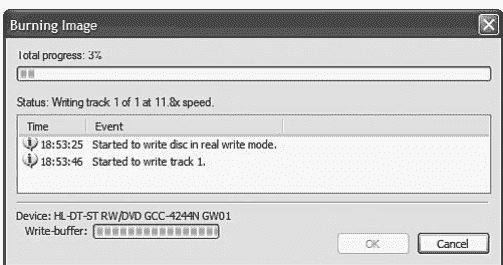 Burning Image
Total progress: 3%
Status: Writing track 1 of 1 at 11.8x speed.
Time Event
18:53:25 Started to write disc in real write mode.
18:53:46 Started to write track 1.
Device: HL-DT-ST RW/DVD GCC-4244N GW01
Write-buffer:
OK Cancel